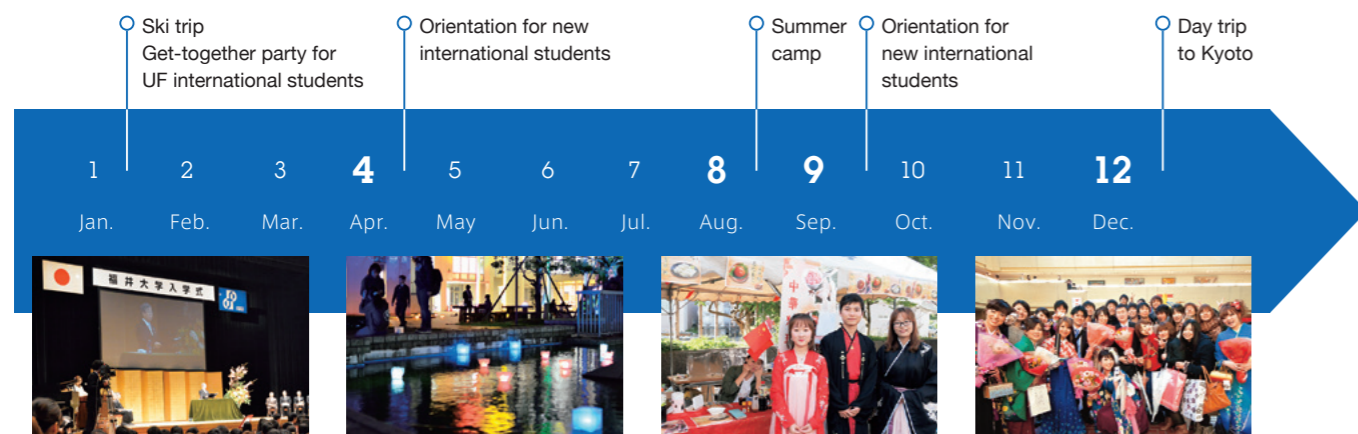 Ski trip
Get-together party for
UF international students
Orientation for new
international students
Summer
camp
Orientation for
new international
students
Day trip
to Kyoto
1 2 3 4 5 6 7 8 9 10 11 12
Jan. Feb. Mar. Apr. May Jun. Jul. Aug. Sep. Oct. Nov. Dec.
福井大学入学式
中華